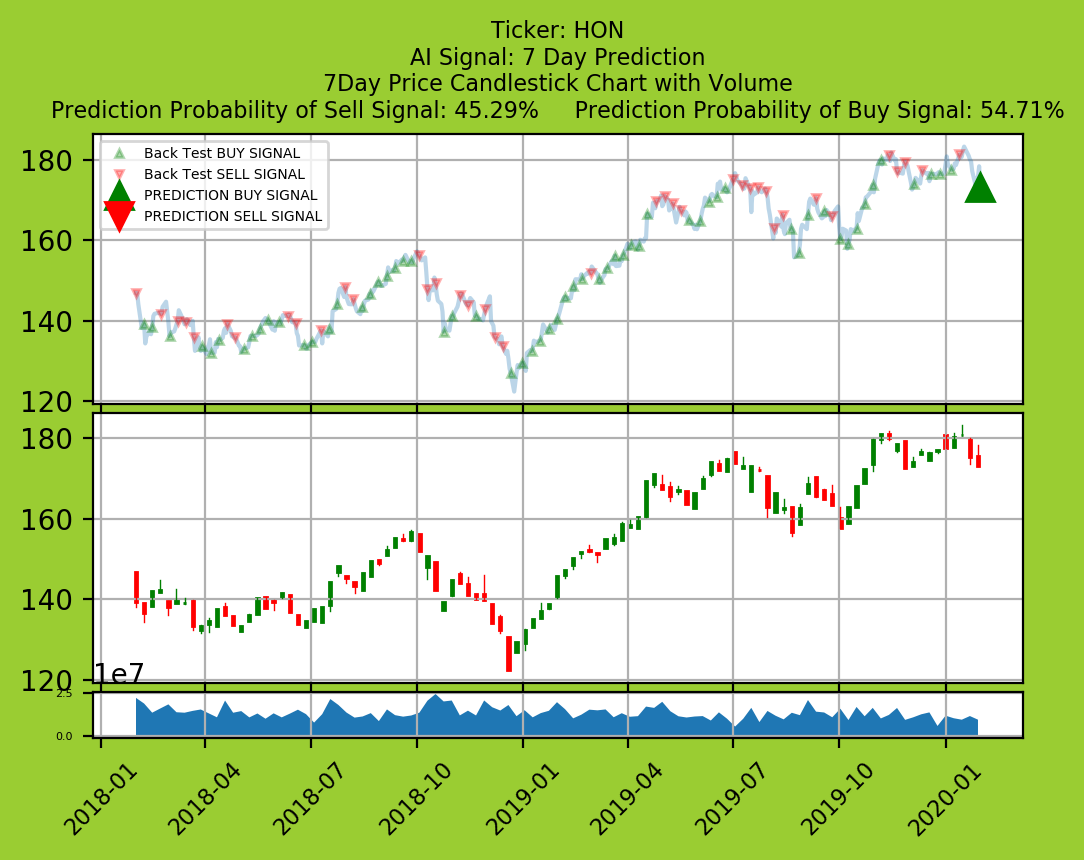 Ticker: HON
AI Signal: 7 Day Prediction
7Day Price Candlestick Chart with Volume
Prediction Probability of Sell Signal: 45.29%     Prediction Probability of Buy Signal: 54.71%
Back Test BUY SIGNAL
Back Test SELL SIGNAL
PREDICTION BUY SIGNAL
PREDICTION SELL SIGNAL
180
160
140
120
180
160
140
120
1e7
2.5
0.0
2018-01 2018-04 2018-07 2018-10 2019-01 2019-04 2019-07 2019-10 2020-01